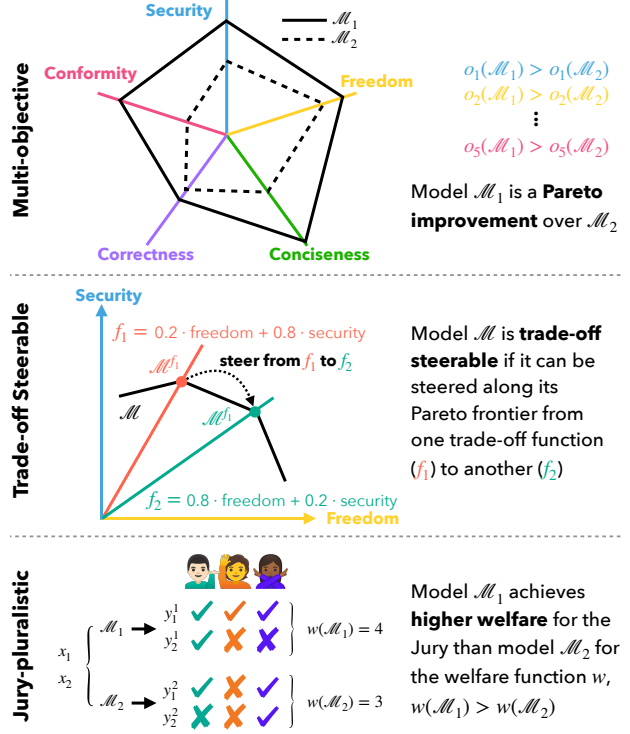 Multi-objective
Security
Conformity
Freedom
Correctness
Conciseness
ℳ₁
ℳ₂
o₁(ℳ₁) > o₁(ℳ₂)
o₂(ℳ₁) > o₂(ℳ₂)
⋮
o₅(ℳ₁) > o₅(ℳ₂)
Model ℳ₁ is a Pareto
improvement over ℳ₂
Trade-off Steerable
Security
f₁ = 0.2 · freedom + 0.8 · security
ℳ^f₁
steer from f₁ to f₂
ℳ
ℳ^f₁
f₂ = 0.8 · freedom + 0.2 · security
Freedom
Model ℳ is trade-off
steerable if it can be
steered along its
Pareto frontier from
one trade-off function
(f₁) to another (f₂)
Jury-pluralistic
x₁
x₂
ℳ₁
y₁¹ ✓ ✓ ✓
y₂¹ ✓ ✗ ✗
w(ℳ₁) = 4
ℳ₂
y₁² ✓ ✗ ✓
y₂² ✗ ✗ ✓
w(ℳ₂) = 3
Model ℳ₁ achieves
higher welfare for the
Jury than model ℳ₂ for
the welfare function w,
w(ℳ₁) > w(ℳ₂)